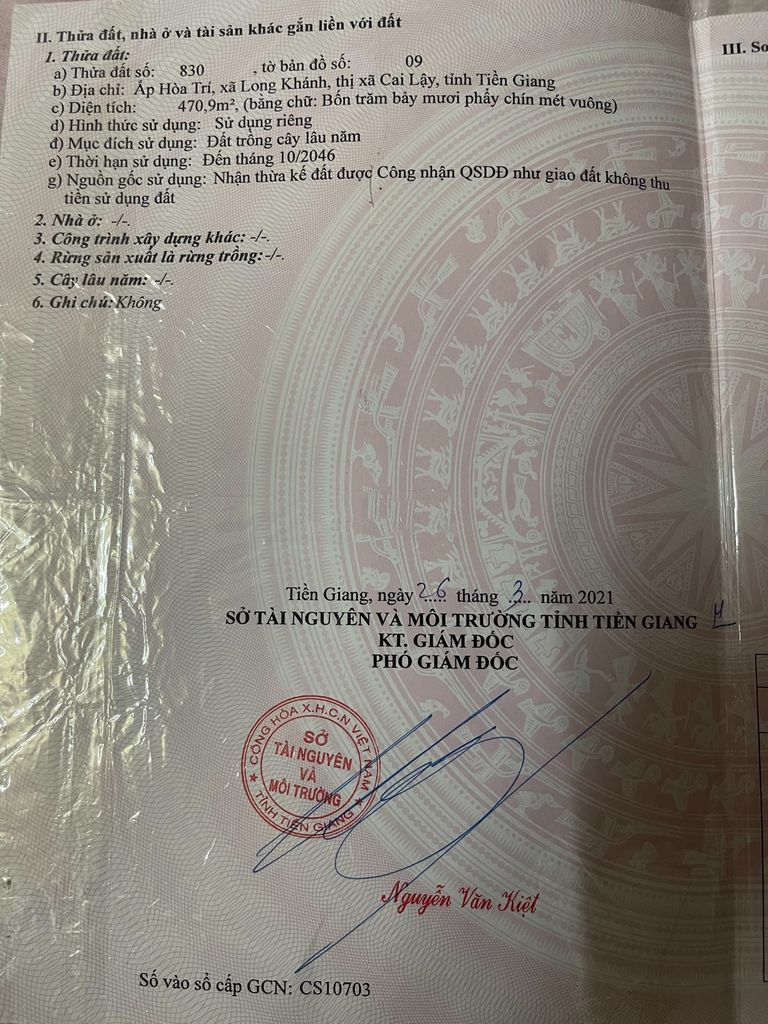 II. Thửa đất, nhà ở và tài sản khác gắn liền với đất
1. Thửa đất:
a) Thửa đất số: 830 , tờ bản đồ số: 09
b) Địa chỉ: Ấp Hòa Trí, xã Long Khánh, thị xã Cai Lậy, tỉnh Tiền Giang
c) Diện tích: 470,9m², (bằng chữ: Bốn trăm bảy mươi phẩy chín mét vuông)
d) Hình thức sử dụng: Sử dụng riêng
đ) Mục đích sử dụng: Đất trồng cây lâu năm
e) Thời hạn sử dụng: Đến tháng 10/2046
g) Nguồn gốc sử dụng: Nhận thừa kế đất được Công nhận QSDĐ như giao đất không thu
tiền sử dụng đất
2. Nhà ở: -/-.
3. Công trình xây dựng khác: -/-.
4. Rừng sản xuất là rừng trồng: -/-.
5. Cây lâu năm: -/-.
6. Ghi chú: Không
III. Sơ
Tiền Giang, ngày 26 tháng 3 năm 2021
SỞ TÀI NGUYÊN VÀ MÔI TRƯỜNG TỈNH TIỀN GIANG
KT. GIÁM ĐỐC
PHÓ GIÁM ĐỐC
CỘNG HÒA X.H.C.N VIỆT NAM
SỞ
TÀI NGUYÊN
VÀ
MÔI TRƯỜNG
TỈNH TIỀN GIANG
Nguyễn Văn Kiệt
Số vào sổ cấp GCN: CS10703